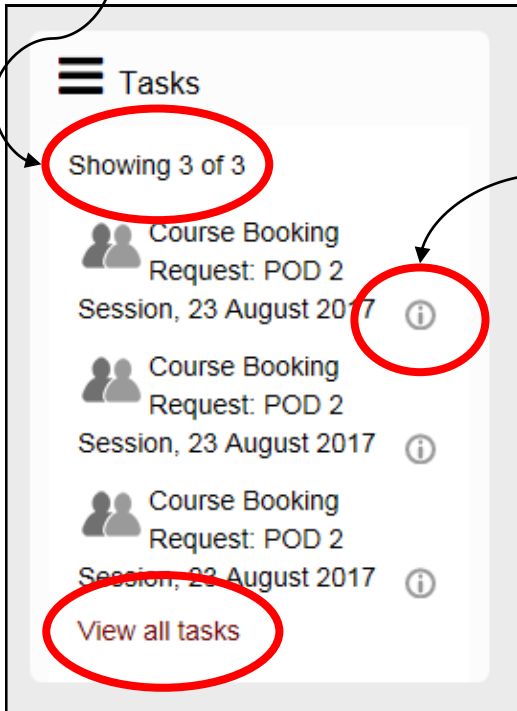 Tasks
Showing 3 of 3
Course Booking
Request: POD 2
Session, 23 August 2017
Course Booking
Request: POD 2
Session, 23 August 2017
Course Booking
Request: POD 2
Session, 23 August 2017
View all tasks